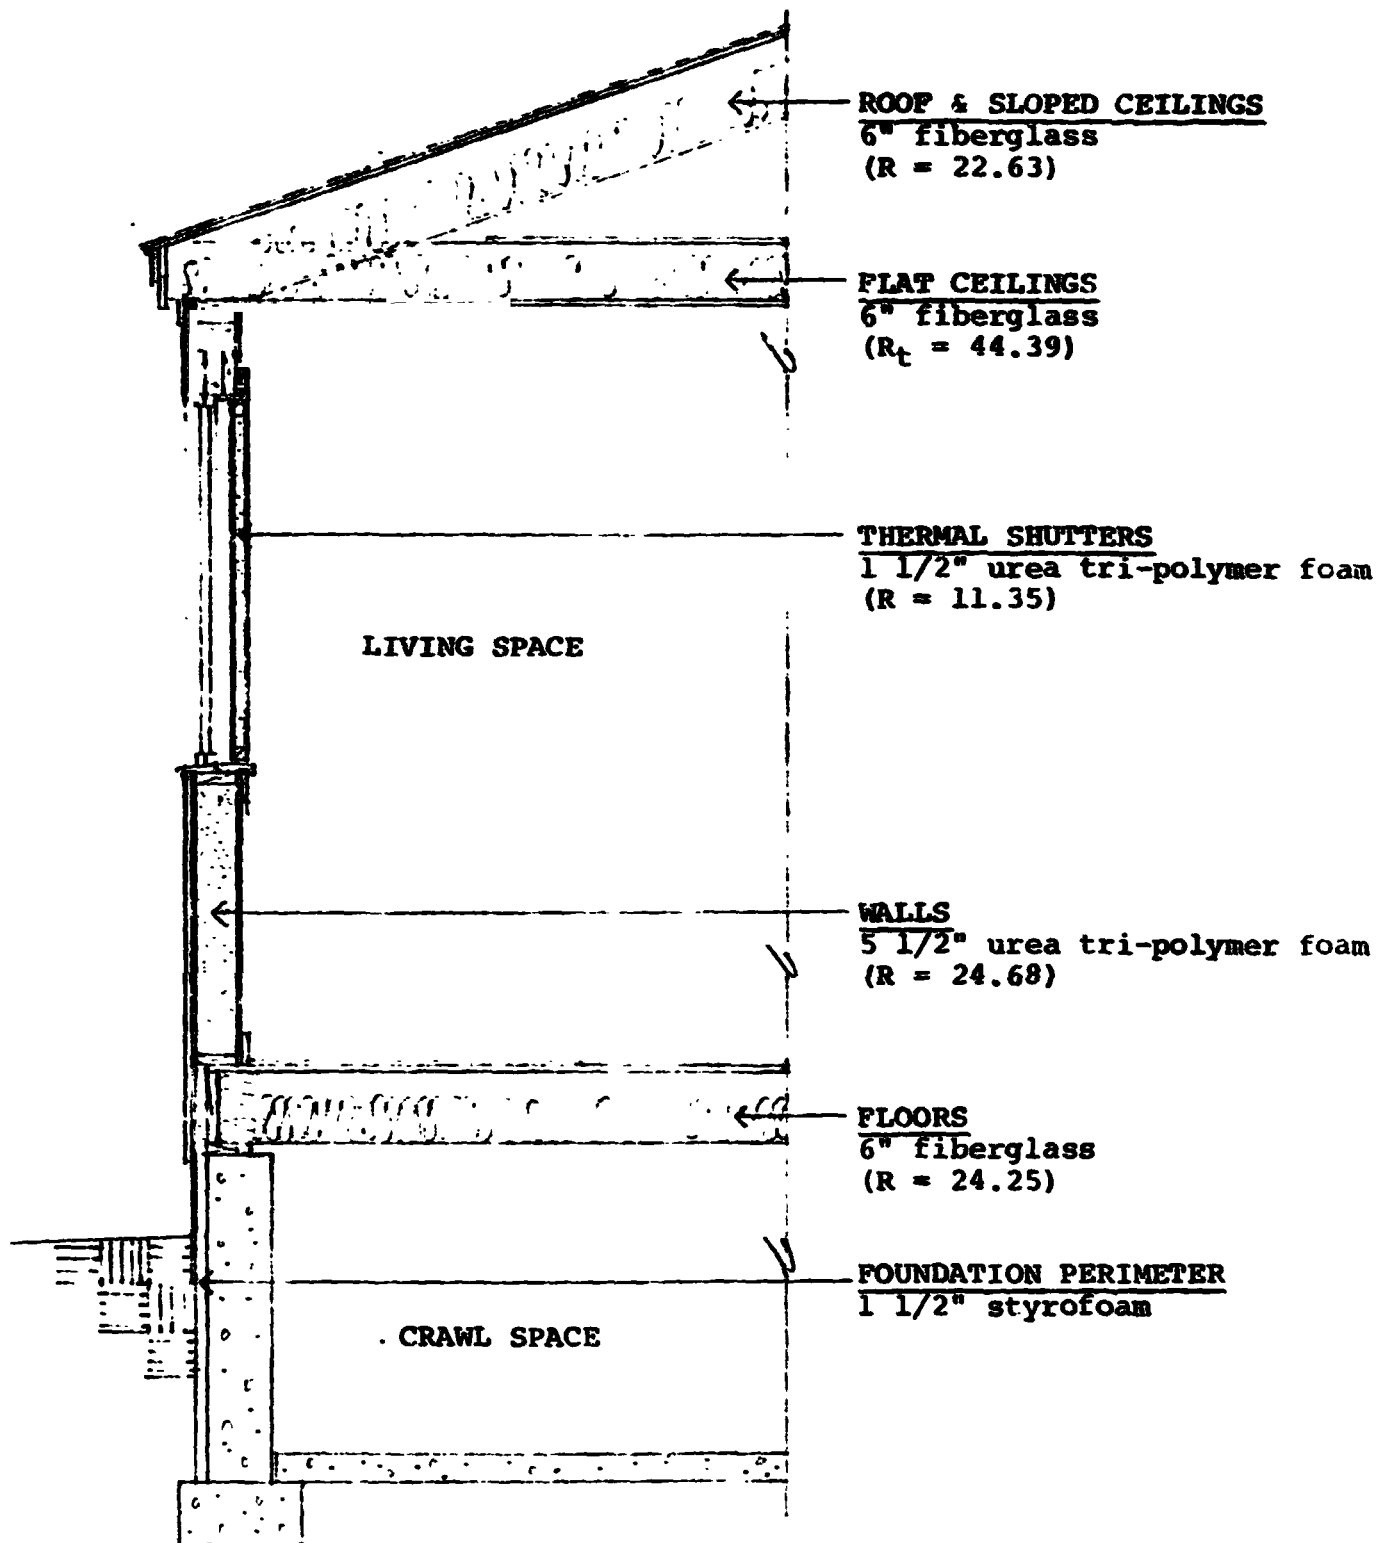 ROOF & SLOPED CEILINGS
6" fiberglass
(R = 22.63)
FLAT CEILINGS
6" fiberglass
(Rt = 44.39)
THERMAL SHUTTERS
1 1/2" urea tri-polymer foam
(R = 11.35)
LIVING SPACE
WALLS
5 1/2" urea tri-polymer foam
(R = 24.68)
FLOORS
6" fiberglass
(R = 24.25)
FOUNDATION PERIMETER
1 1/2" styrofoam
CRAWL SPACE